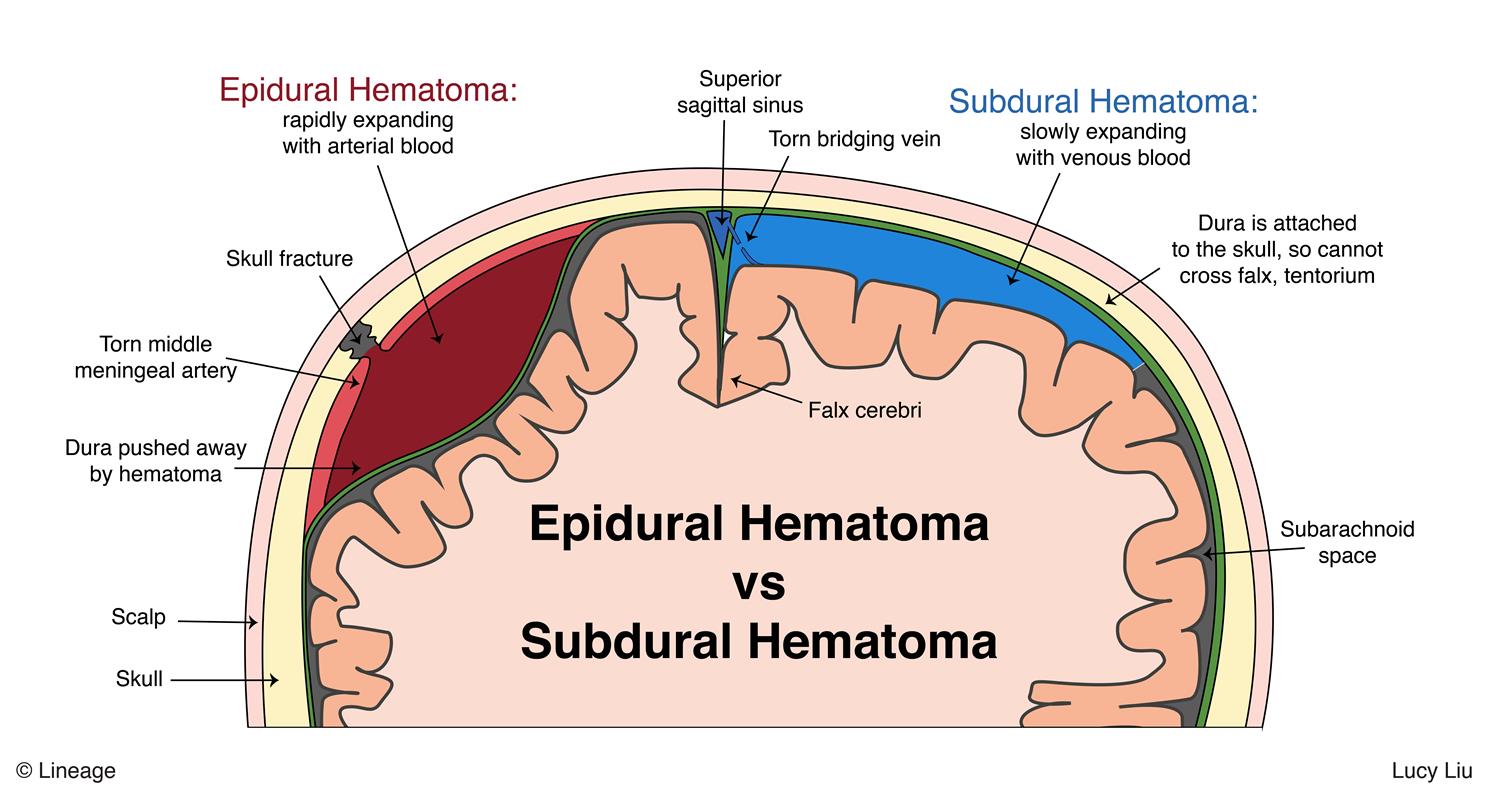 Epidural Hematoma:
rapidly expanding
with arterial blood
Superior
sagittal sinus
Torn bridging vein
Subdural Hematoma:
slowly expanding
with venous blood
Dura is attached
to the skull, so cannot
cross falx, tentorium
Skull fracture
Torn middle
meningeal artery
Dura pushed away
by hematoma
Falx cerebri
Epidural Hematoma
vs
Subdural Hematoma
Subarachnoid
space
Scalp
Skull
© Lineage
Lucy Liu